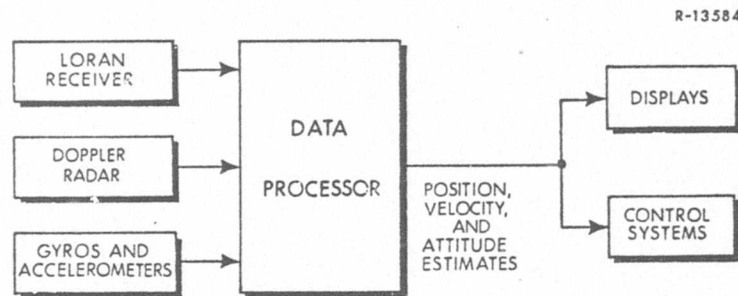 R-13584
LORAN
RECEIVER
DOPPLER
RADAR
GYROS AND
ACCELEROMETERS
DATA
PROCESSOR
POSITION,
VELOCITY,
AND
ATTITUDE
ESTIMATES
DISPLAYS
CONTROL
SYSTEMS